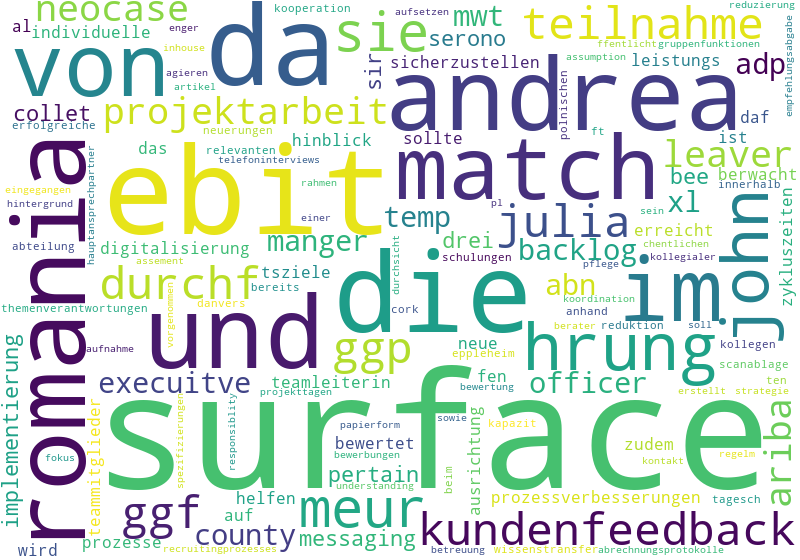 neocase
al individuelle
von
da
sie
mwt
serono
teilnahme
reduzierung
kooperation
aufsetzen
enger
inhouse
agieren
artikel
sir
sicherzustellen
ffentlicht
gruppenfunktionen
assumption
leistungs
adp
empfehlungsabgabe
collet
erfolgreiche
projektarbeit
neuerungen
andrea
polnischen
daf
das
relevanten
hinblick
telefoninterviews
sollte
ft
ist
romania
eingegangen
hintergrund
abteilung
hauptansprechpartner
ebit
rahmen
einer
match
leaver
bee
berwacht
xl
innerhalb
sein
pl
temp
julia
erreicht
chentlichen
kollegialer
zykluszeiten
digitalisierung
assement
manger
drei
backlog
schulungen
pflege
john
durchf
tsziele
bereits
durchsicht
die
abn
koordination
im
themenverantwortungen
danvers
vorgenommen
cork
anhand
berater
reduktion
soll
kollegen
aufnahme
und
ggp
neue
eppleheim
hrung
scanablage
implementierung
execuitve
teamleiterin
projekttagen
fen
bewertung
officer
ten
erstellt
strategie
fokus
teammitglieder
spezifizierungen
responsiblity
surface
papierform
sowie
kapazit
ariba
bewertet
bewerbungen
ausrichtung
zudem
kontakt
regelm
ggf
helfen
meur
pertain
understanding
beim
prozessverbesserungen
tagesch
wird
prozesse
county
auf
messaging
kundenfeedback
recruitingprozesses
betreuung
wissenstransfer
abrechnungsprotokolle